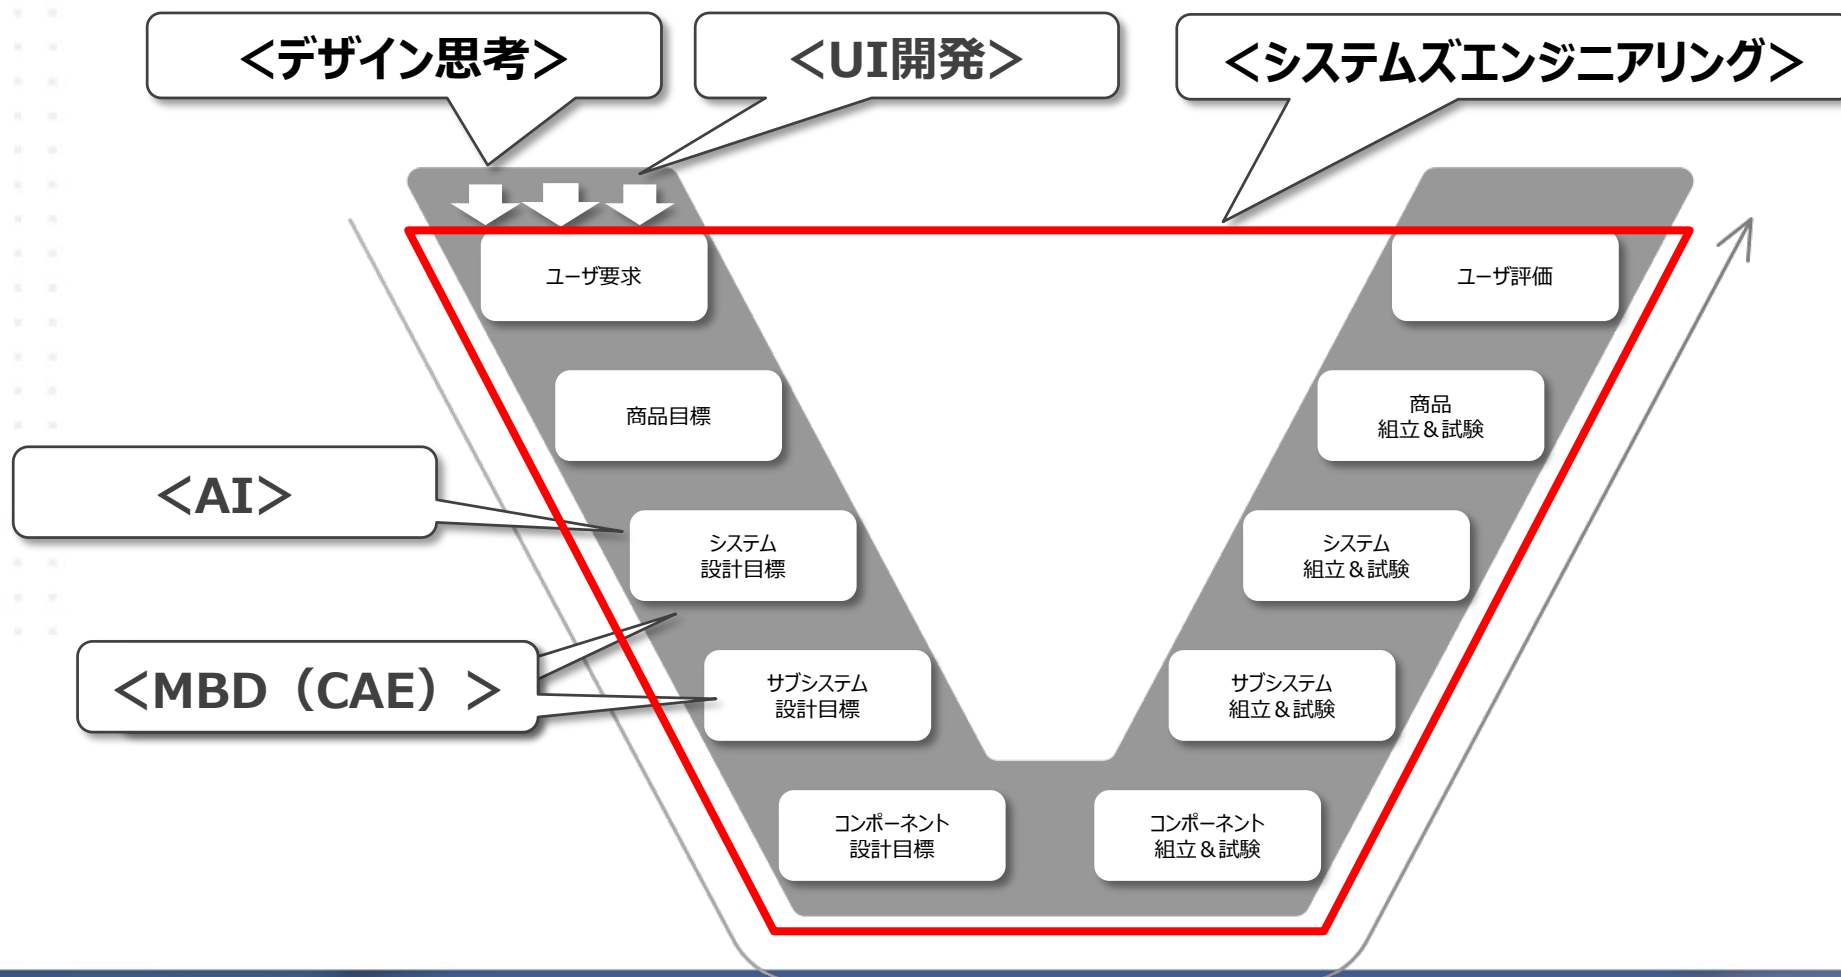 ＜デザイン思考＞
＜UI開発＞
＜システムズエンジニアリング＞
ユーザ要求
ユーザ評価
商品目標
商品
組立＆試験
＜AI＞
システム
設計目標
システム
組立＆試験
＜MBD（CAE）＞
サブシステム
設計目標
サブシステム
組立＆試験
コンポーネント
設計目標
コンポーネント
組立＆試験